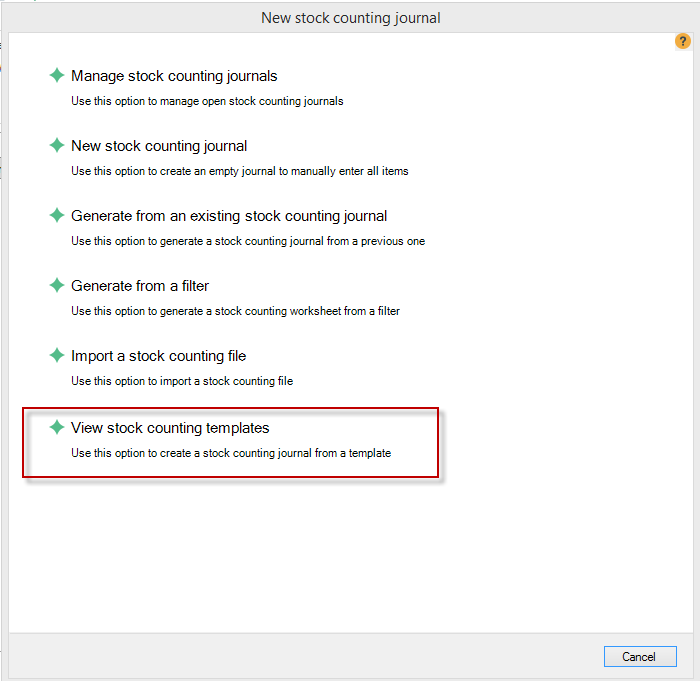 New stock counting journal
?
Manage stock counting journals
Use this option to manage open stock counting journals
New stock counting journal
Use this option to create an empty journal to manually enter all items
Generate from an existing stock counting journal
Use this option to generate a stock counting journal from a previous one
Generate from a filter
Use this option to generate a stock counting worksheet from a filter
Import a stock counting file
Use this option to import a stock counting file
View stock counting templates
Use this option to create a stock counting journal from a template
Cancel